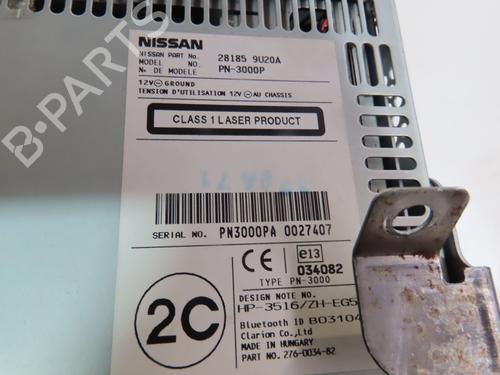 NISSAN
NISSAN PART No. 28185 9U20A
MODEL NO. PN-3000P
No. DE MODELE
12V GROUND
TENSION D'UTILISATION 12V AU CHASSIS
CLASS 1 LASER PRODUCT
SERIAL NO. PN3000PA 0027407
CE e13
034082
TYPE PN-3000
2C
DESIGN NOTE NO.
HP-3516/ZH-EG5
Bluetooth ID B03104
Clarion Co.,Ltd
MADE IN HUNGARY
PART NO.276-0034-82
B-Parts